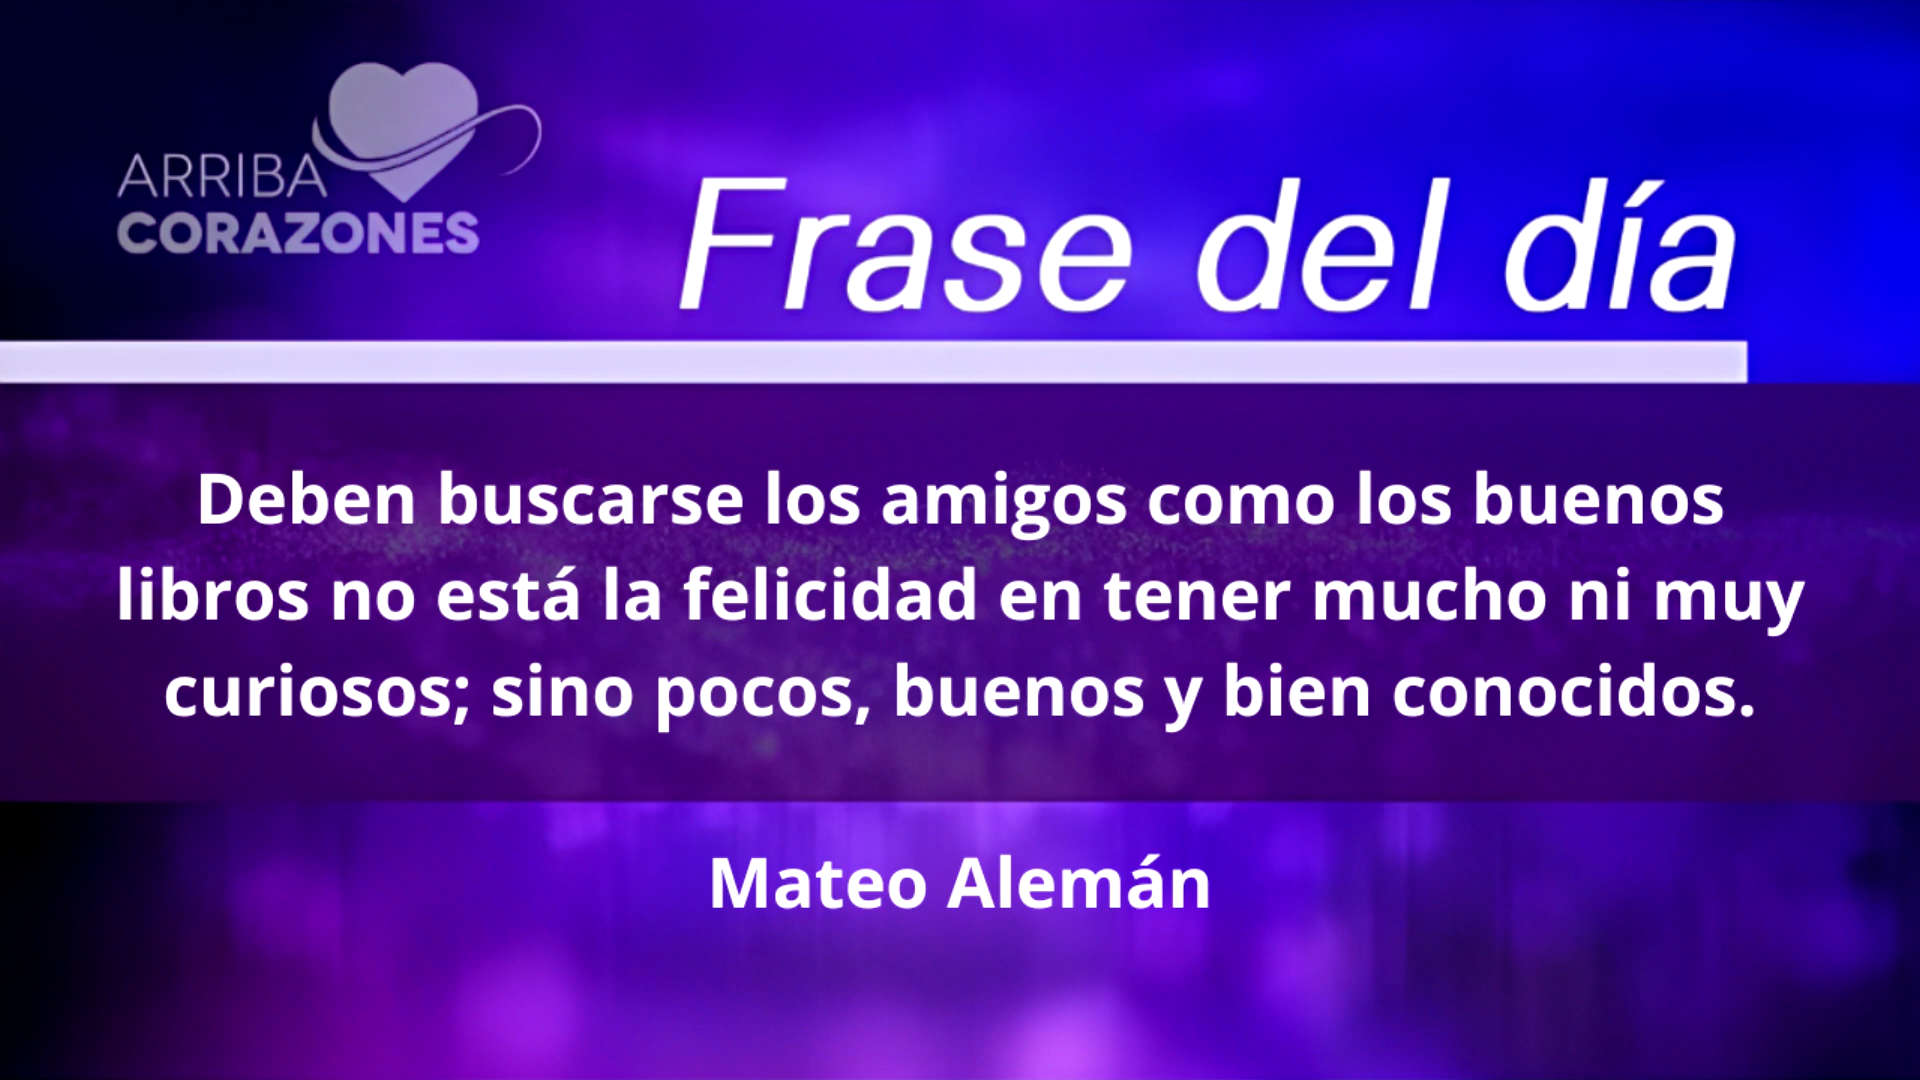 ARRIBA
CORAZONES
Frase del día
Deben buscarse los amigos como los buenos
libros no está la felicidad en tener mucho ni muy
curiosos; sino pocos, buenos y bien conocidos.
Mateo Alemán